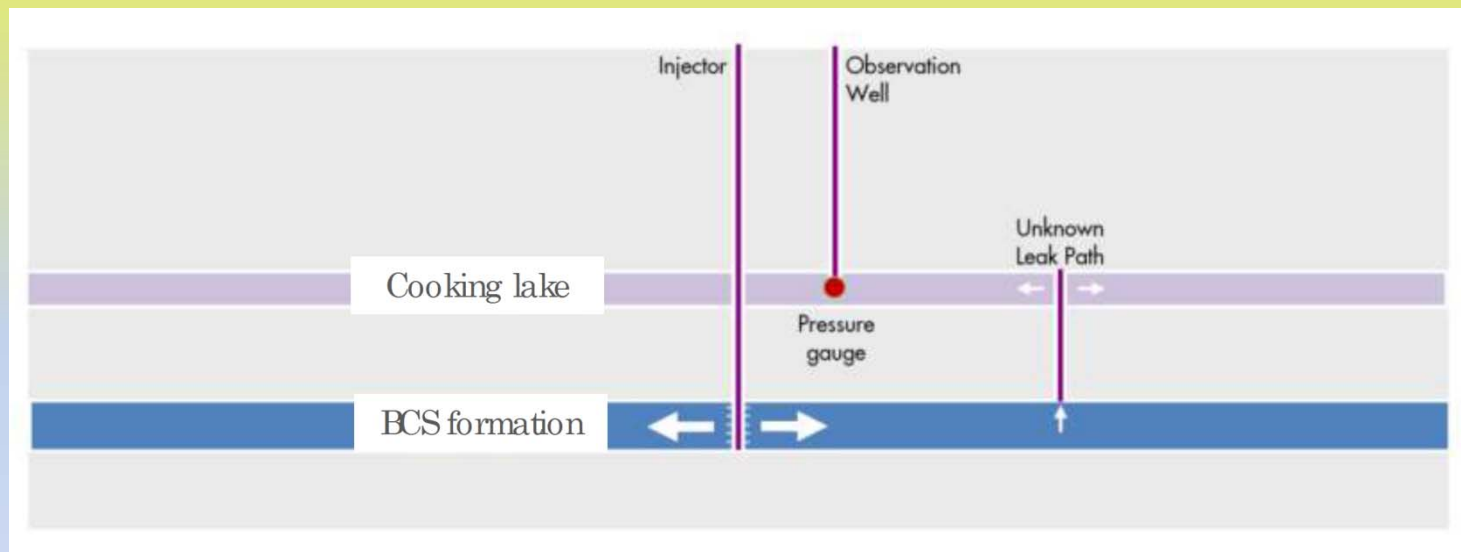 Injector
Observation
Well
Unknown
Leak Path
Cooking lake
Pressure
gauge
BCS formation